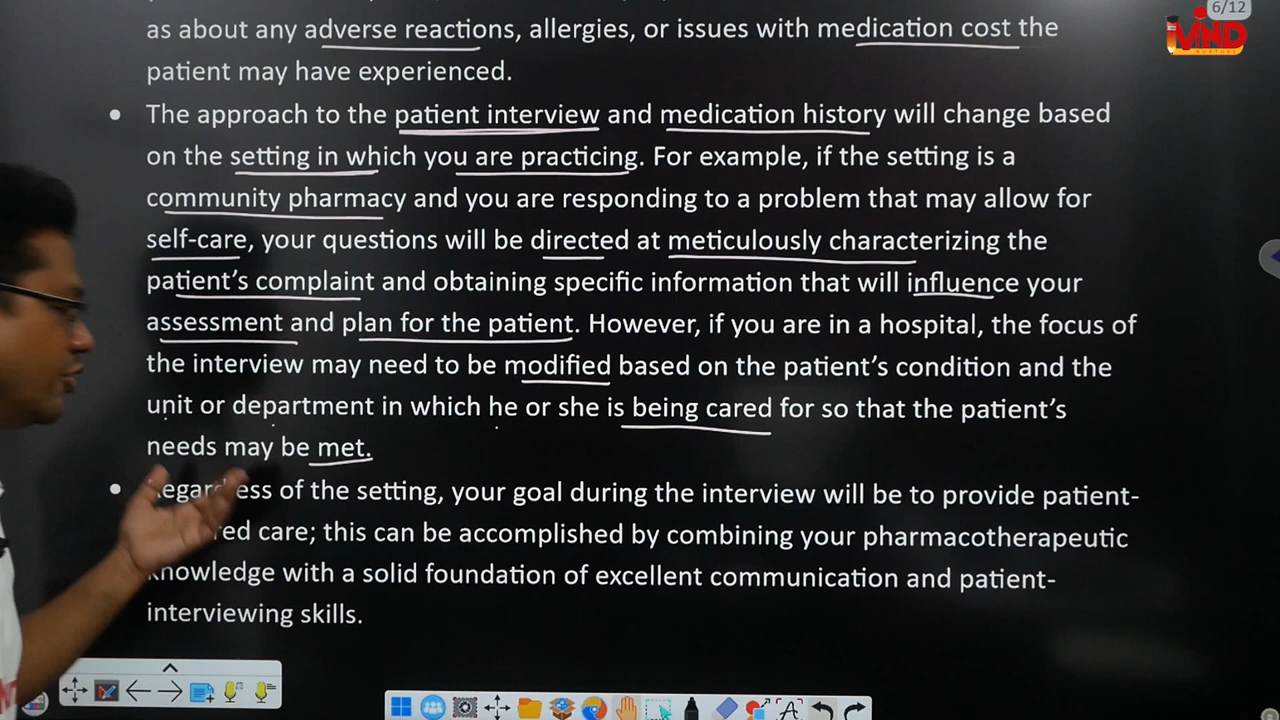 6/12
iMIND
NURTURE
as about any adverse reactions, allergies, or issues with medication cost the
patient may have experienced.
• The approach to the patient interview and medication history will change based
on the setting in which you are practicing. For example, if the setting is a
community pharmacy and you are responding to a problem that may allow for
self-care, your questions will be directed at meticulously characterizing the
patient’s complaint and obtaining specific information that will influence your
assessment and plan for the patient. However, if you are in a hospital, the focus of
the interview may need to be modified based on the patient’s condition and the
unit or department in which he or she is being cared for so that the patient’s
needs may be met.
• of the setting, your goal during the interview will be to provide patient-
care; this can be accomplished by combining your pharmacotherapeutic
knowledge with a solid foundation of excellent communication and patient-
interviewing skills.